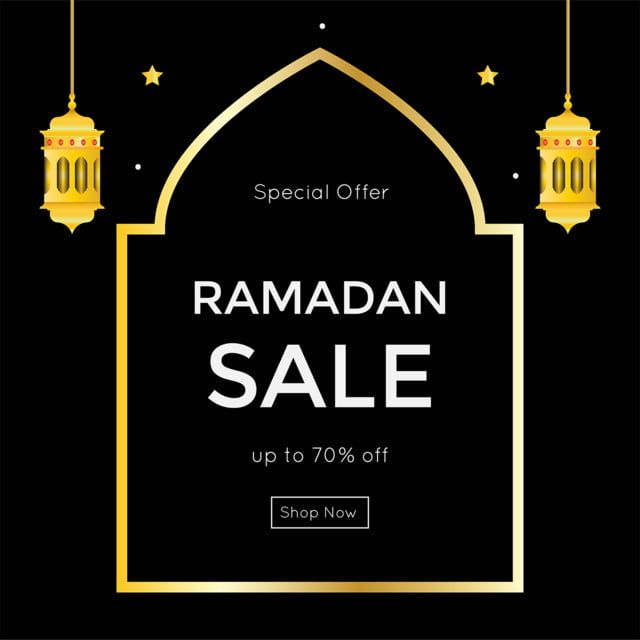 Special Offer
RAMADAN
SALE
up to 70% off
Shop Now